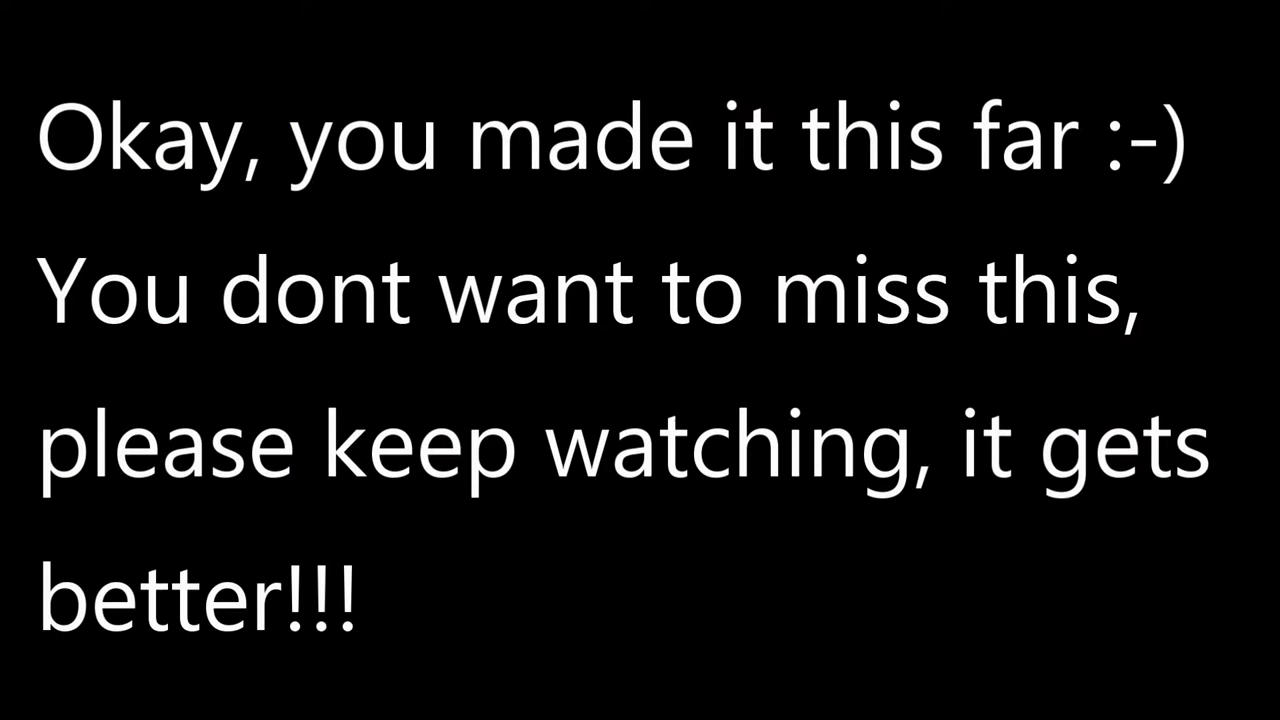 Okay, you made it this far :-)
You dont want to miss this,
please keep watching, it gets
better!!!